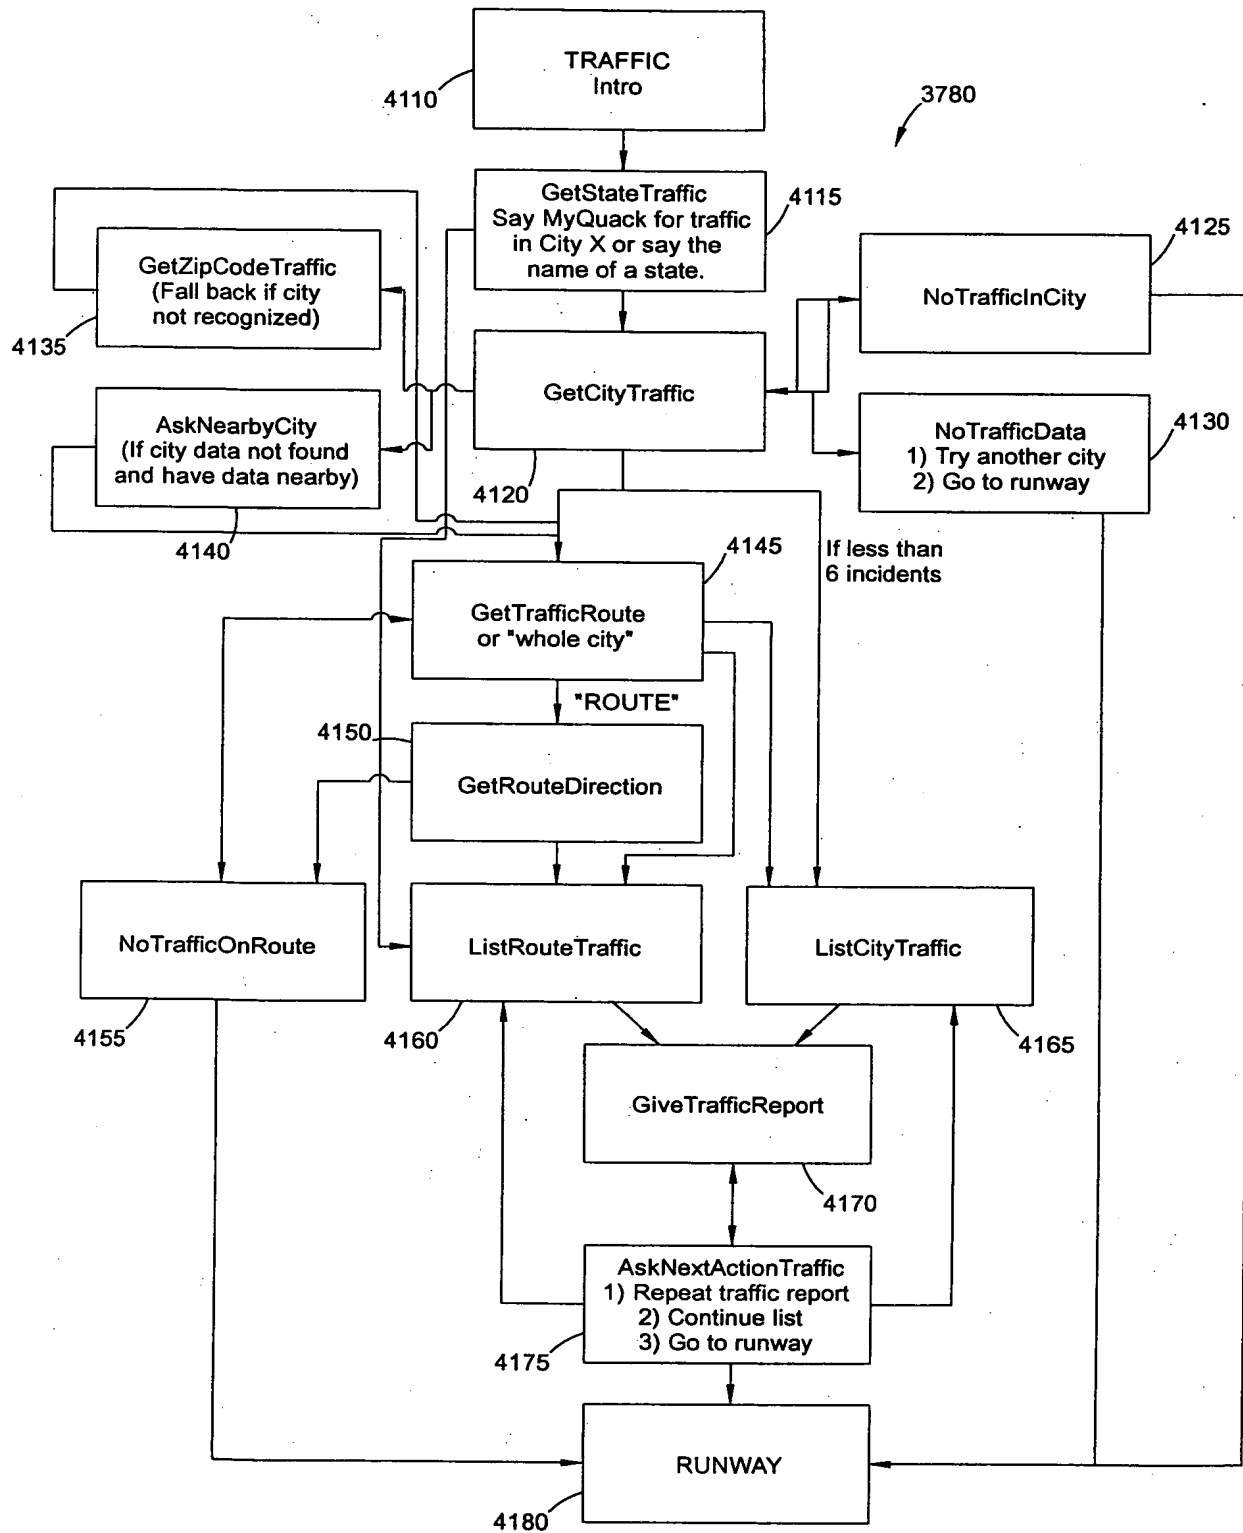 TRAFFIC
Intro
4110
3780
GetStateTraffic
Say MyQuack for traffic
in City X or say the
name of a state.
4115
4125
GetZipCodeTraffic
(Fall back if city
not recognized)
4135
NoTrafficInCity
GetCityTraffic
4120
AskNearbyCity
(If city data not found
and have data nearby)
4140
NoTrafficData
1) Try another city
2) Go to runway
4130
If less than
6 incidents
4145
GetTrafficRoute
or "whole city"
"ROUTE"
4150
GetRouteDirection
NoTrafficOnRoute
4155
ListRouteTraffic
4160
ListCityTraffic
4165
GiveTrafficReport
4170
AskNextActionTraffic
1) Repeat traffic report
2) Continue list
3) Go to runway
4175
RUNWAY
4180